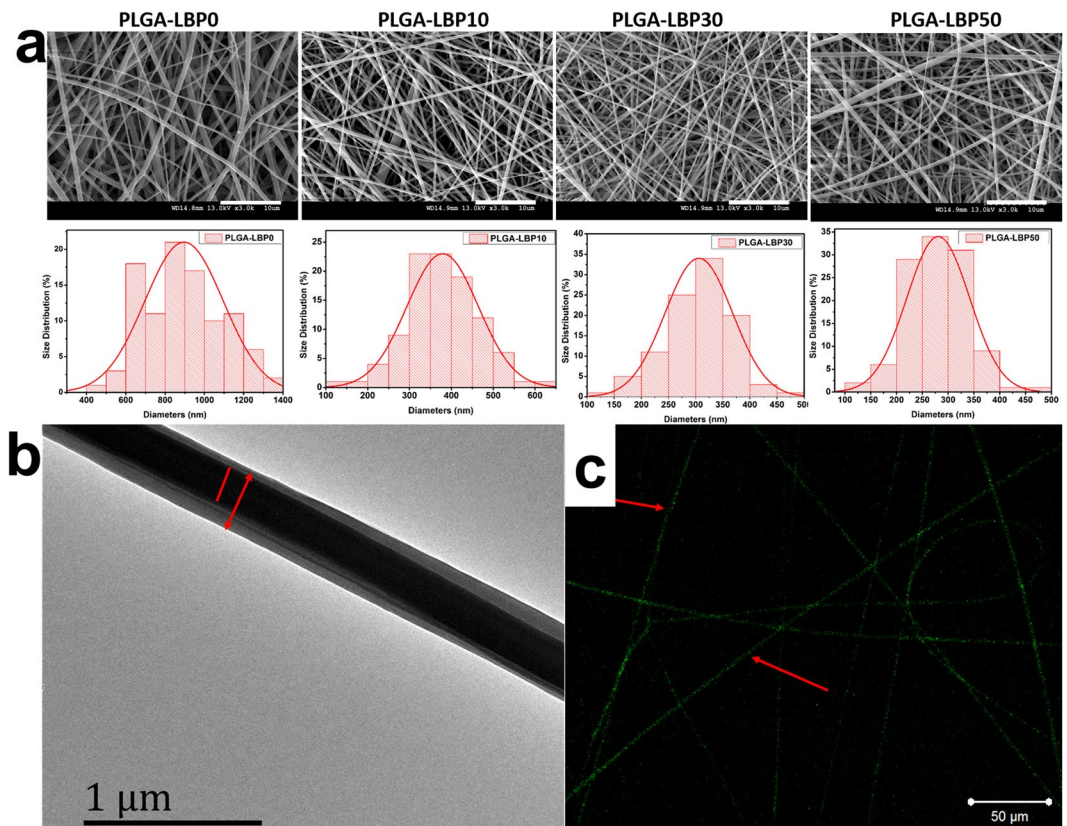 a
PLGA-LBP0 PLGA-LBP10 PLGA-LBP30 PLGA-LBP50
WD14.8mm 13.0kV x3.0k 10um
WD14.9mm 13.0kV x3.0k 10um
WD14.9mm 13.0kV x3.0k 10um
WD14.9mm 13.0kV x3.0k 10um
PLGA-LBP0
Size Distribution (%)
20
15
10
5
0
400 600 800 1000 1200 1400
Diameters (nm)
PLGA-LBP10
Size Distribution (%)
25
20
15
10
5
0
100 200 300 400 500 600
Diameters (nm)
PLGA-LBP30
Size Distribution (%)
40
35
30
25
20
15
10
5
0
100 150 200 250 300 350 400 450 500
Diameters (nm)
PLGA-LBP50
Size Distribution (%)
35
30
25
20
15
10
5
0
100 150 200 250 300 350 400 450 500
Diameters (nm)
b
1 μm
c
50 μm